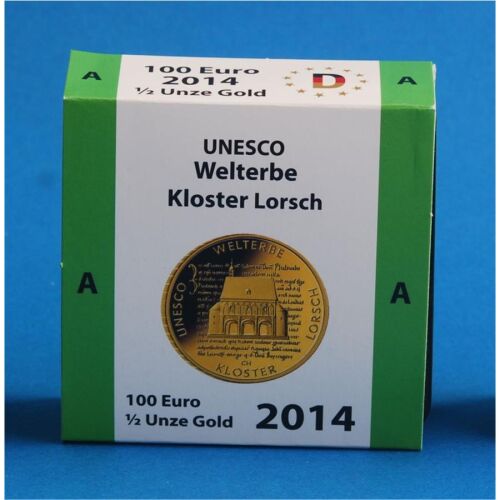 A
100 Euro
2014
½ Unze Gold
D
A
UNESCO
Welterbe
Kloster Lorsch
A
A
UNESCO WELTERBE
KLOSTER LORSCH
CH
100 Euro
½ Unze Gold
2014